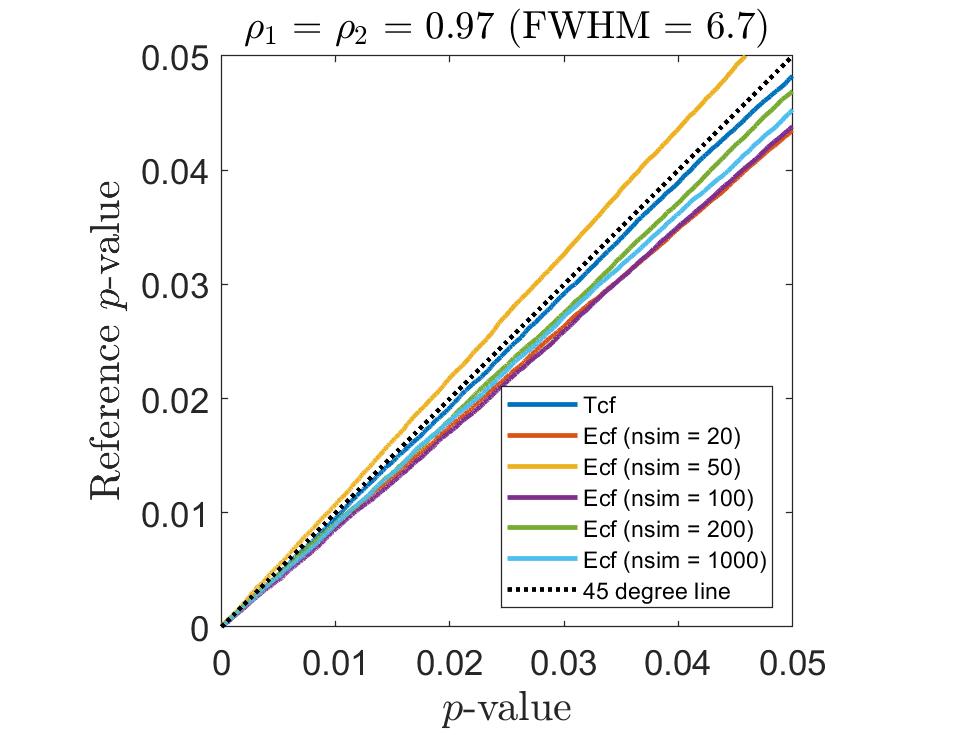 ρ₁ = ρ₂ = 0.97 (FWHM = 6.7)
0.05
0.04
0.03
0.02
0.01
0
Reference p-value
Tcf
Ecf (nsim = 20)
Ecf (nsim = 50)
Ecf (nsim = 100)
Ecf (nsim = 200)
Ecf (nsim = 1000)
45 degree line
0 0.01 0.02 0.03 0.04 0.05
p-value